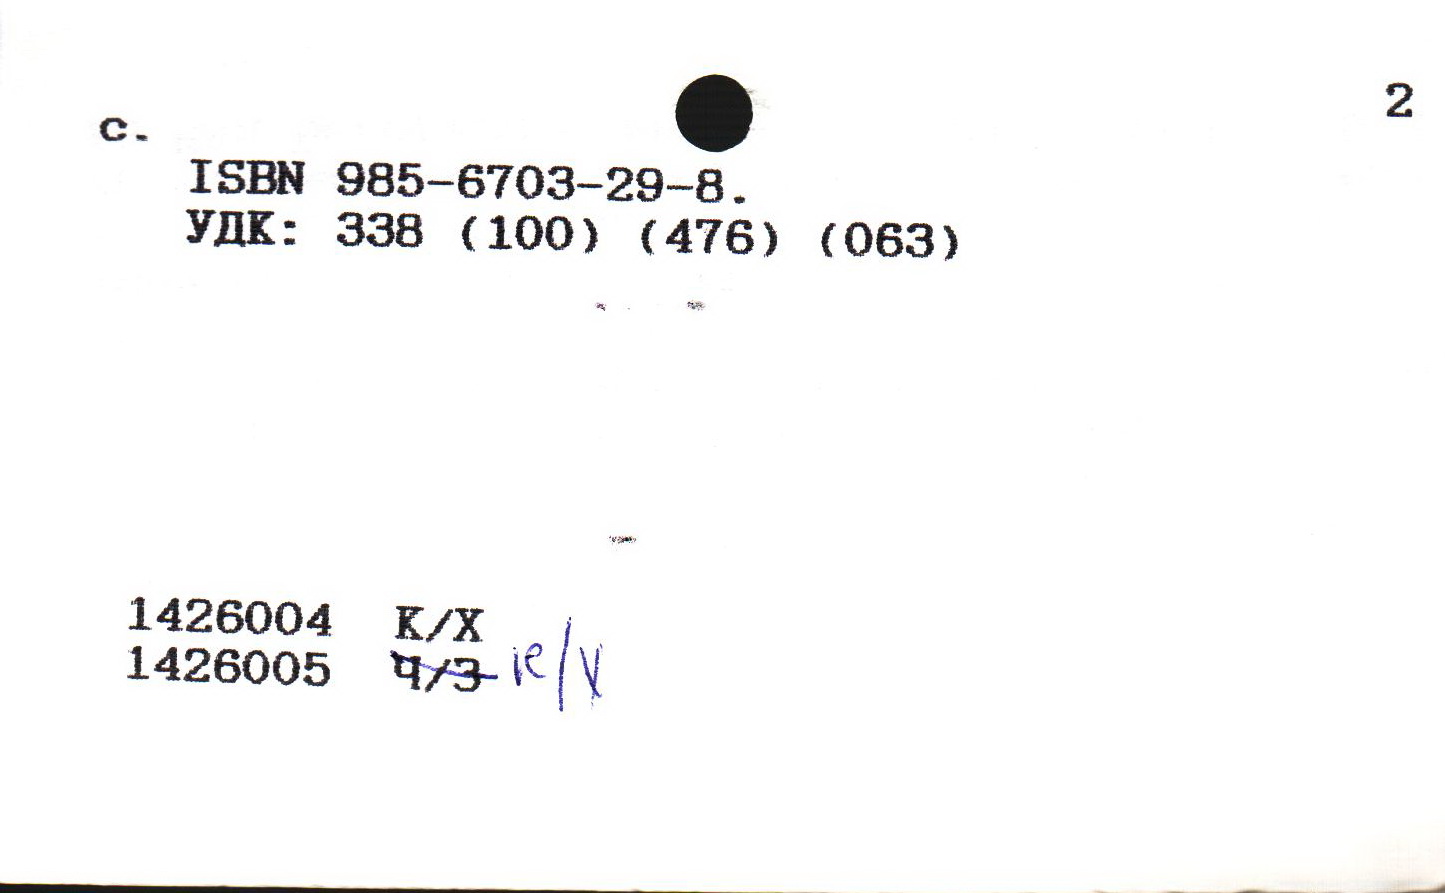 2
с.
ISBN 985-6703-29-8.
УДК: 338 (100) (476) (063)
1426004 К/Х
1426005 Ч/З К/Х